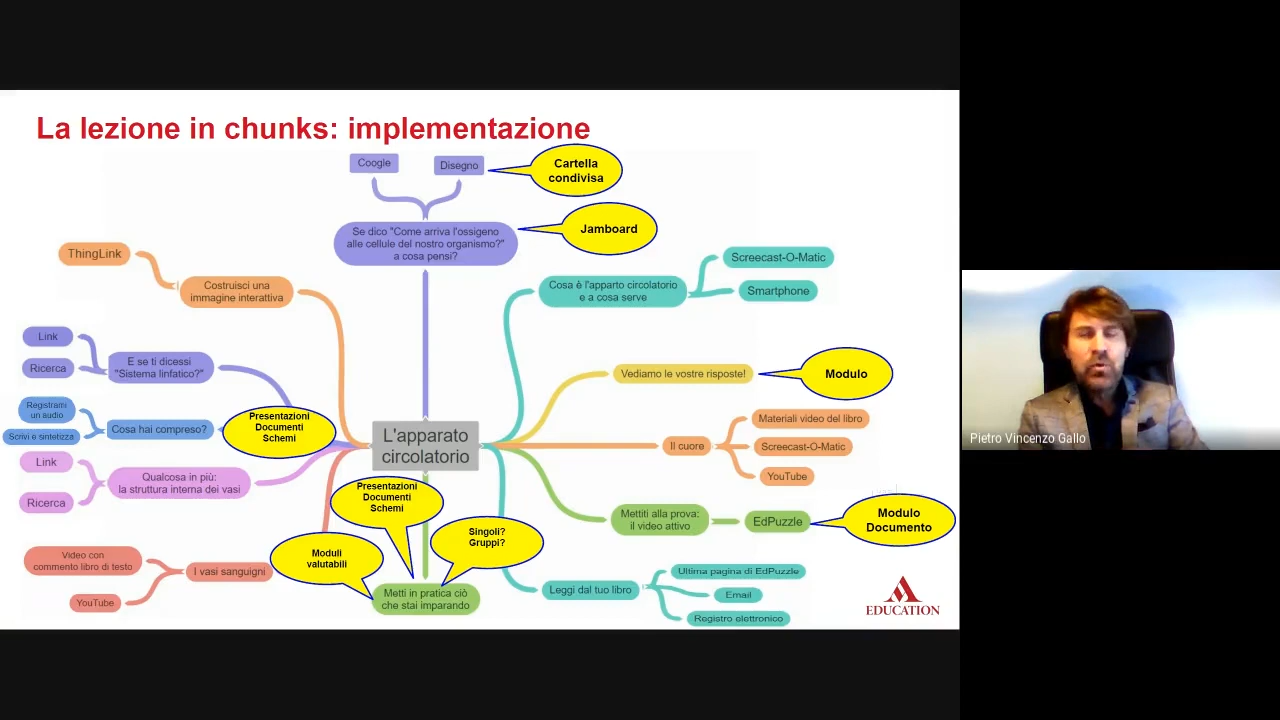 La lezione in chunks: implementazione
Coogle
Disegno
Cartella
condivisa
Se dico "Come arriva l'ossigeno
alle cellule del nostro organismo?"
a cosa pensi?
Jamboard
ThingLink
Costruisci una
immagine interattiva
Screecast-O-Matic
Cosa è l'apparto circolatorio
e a cosa serve
Smartphone
Link
Ricerca
E se ti dicessi
"Sistema linfatico?"
Vediamo le vostre risposte!
Modulo
Registrami
un audio
Scrivi e sintetizza
Cosa hai compreso?
Presentazioni
Documenti
Schemi
L'apparato
circolatorio
Il cuore
Materiali video del libro
Screecast-O-Matic
YouTube
Pietro Vincenzo Gallo
Link
Ricerca
Qualcosa in più:
la struttura interna dei vasi
Presentazioni
Documenti
Schemi
Mettiti alla prova:
il video attivo
EdPuzzle
Modulo
Documento
Singoli?
Gruppi?
Moduli
valutabili
Video con
commento libro di testo
YouTube
I vasi sanguigni
Metti in pratica ciò
che stai imparando
Leggi dal tuo libro
Ultima pagina di EdPuzzle
Email
Registro elettronico
EDUCATION